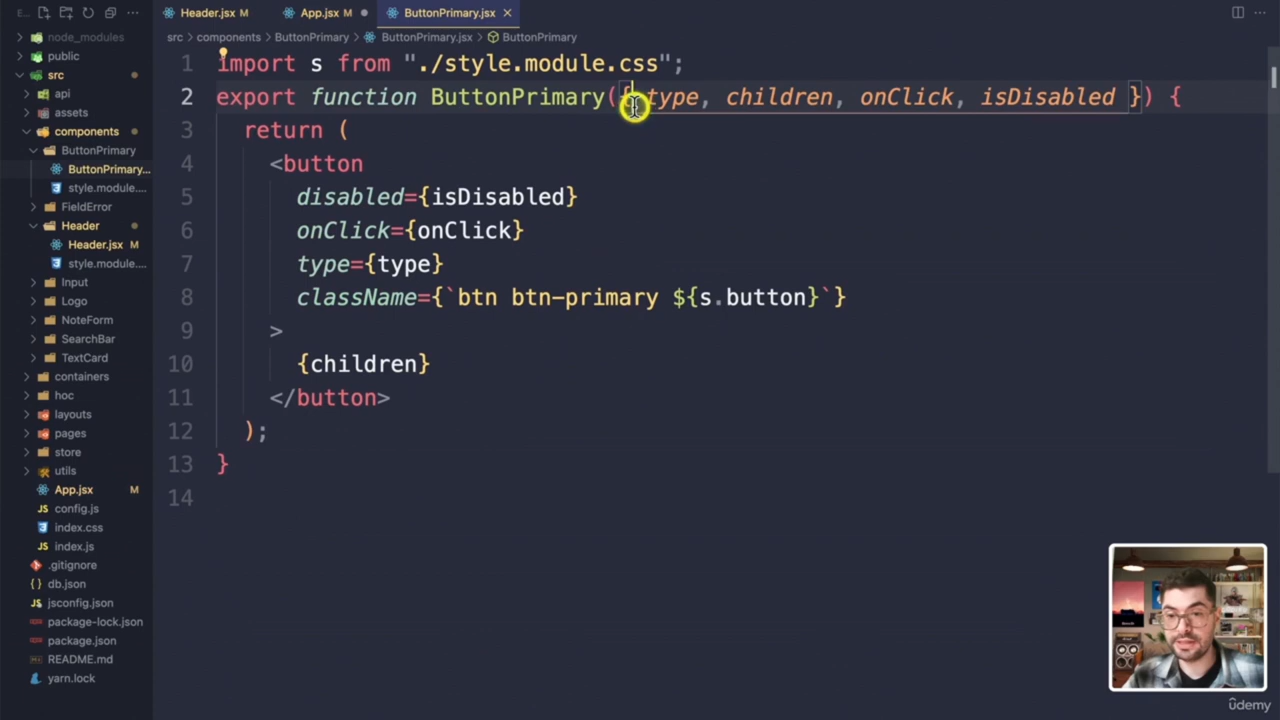 E...
Header.jsx M
App.jsx M
ButtonPrimary.jsx
src > components > ButtonPrimary > ButtonPrimary.jsx > ButtonPrimary
node_modules
public
src
api
assets
components
ButtonPrimary
ButtonPrimary...
style.module....
FieldError
Header
Header.jsx M
style.module....
Input
Logo
NoteForm
SearchBar
TextCard
containers
hoc
layouts
pages
store
utils
App.jsx M
JS config.js
index.css
JS index.js
.gitignore
db.json
JS jsconfig.json
package-lock.json
package.json
README.md
yarn.lock
1 import s from "./style.module.css";
2 export function ButtonPrimary({ type, children, onClick, isDisabled }) {
3 return (
4 <button
5 disabled={isDisabled}
6 onClick={onClick}
7 type={type}
8 className={`btn btn-primary ${s.button}`}
9 >
10 {children}
11 </button>
12 );
13 }
14
ûdemy